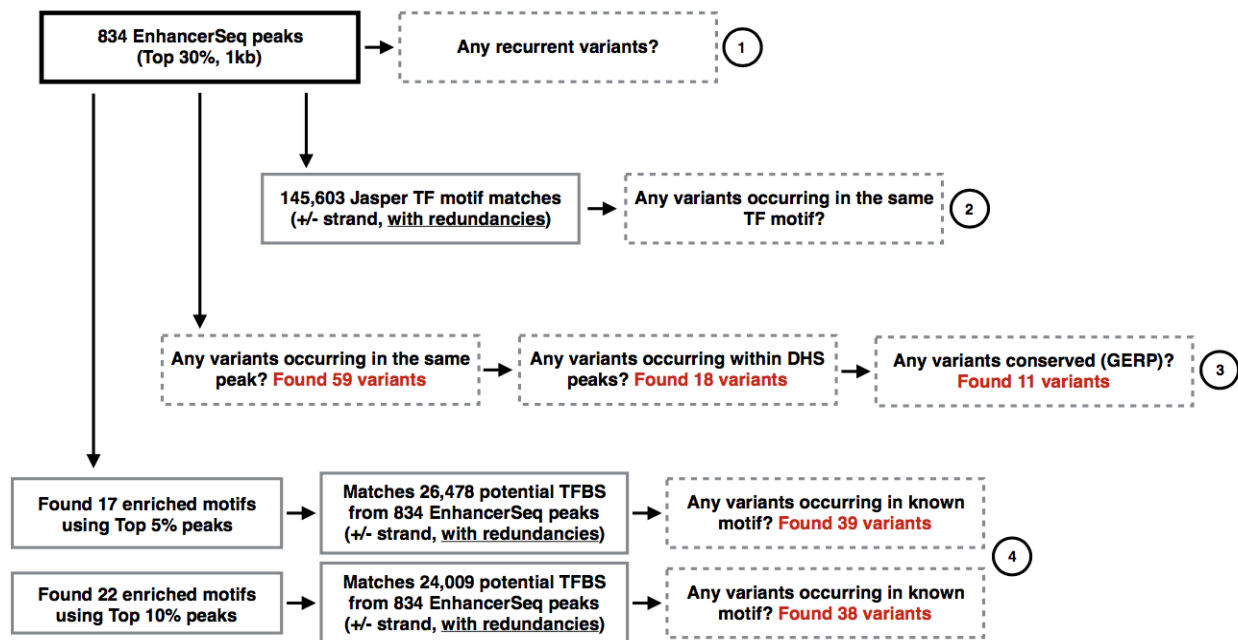 834 EnhancerSeq peaks
(Top 30%, 1kb)
Any recurrent variants?
1
145,603 Jasper TF motif matches
(+/- strand, with redundancies)
Any variants occurring in the same
TF motif?
2
Any variants occurring in the same
peak? Found 59 variants
Any variants occurring within DHS
peaks? Found 18 variants
Any variants conserved (GERP)?
Found 11 variants
3
Found 17 enriched motifs
using Top 5% peaks
Matches 26,478 potential TFBS
from 834 EnhancerSeq peaks
(+/- strand, with redundancies)
Any variants occurring in known
motif? Found 39 variants
4
Found 22 enriched motifs
using Top 10% peaks
Matches 24,009 potential TFBS
from 834 EnhancerSeq peaks
(+/- strand, with redundancies)
Any variants occurring in known
motif? Found 38 variants